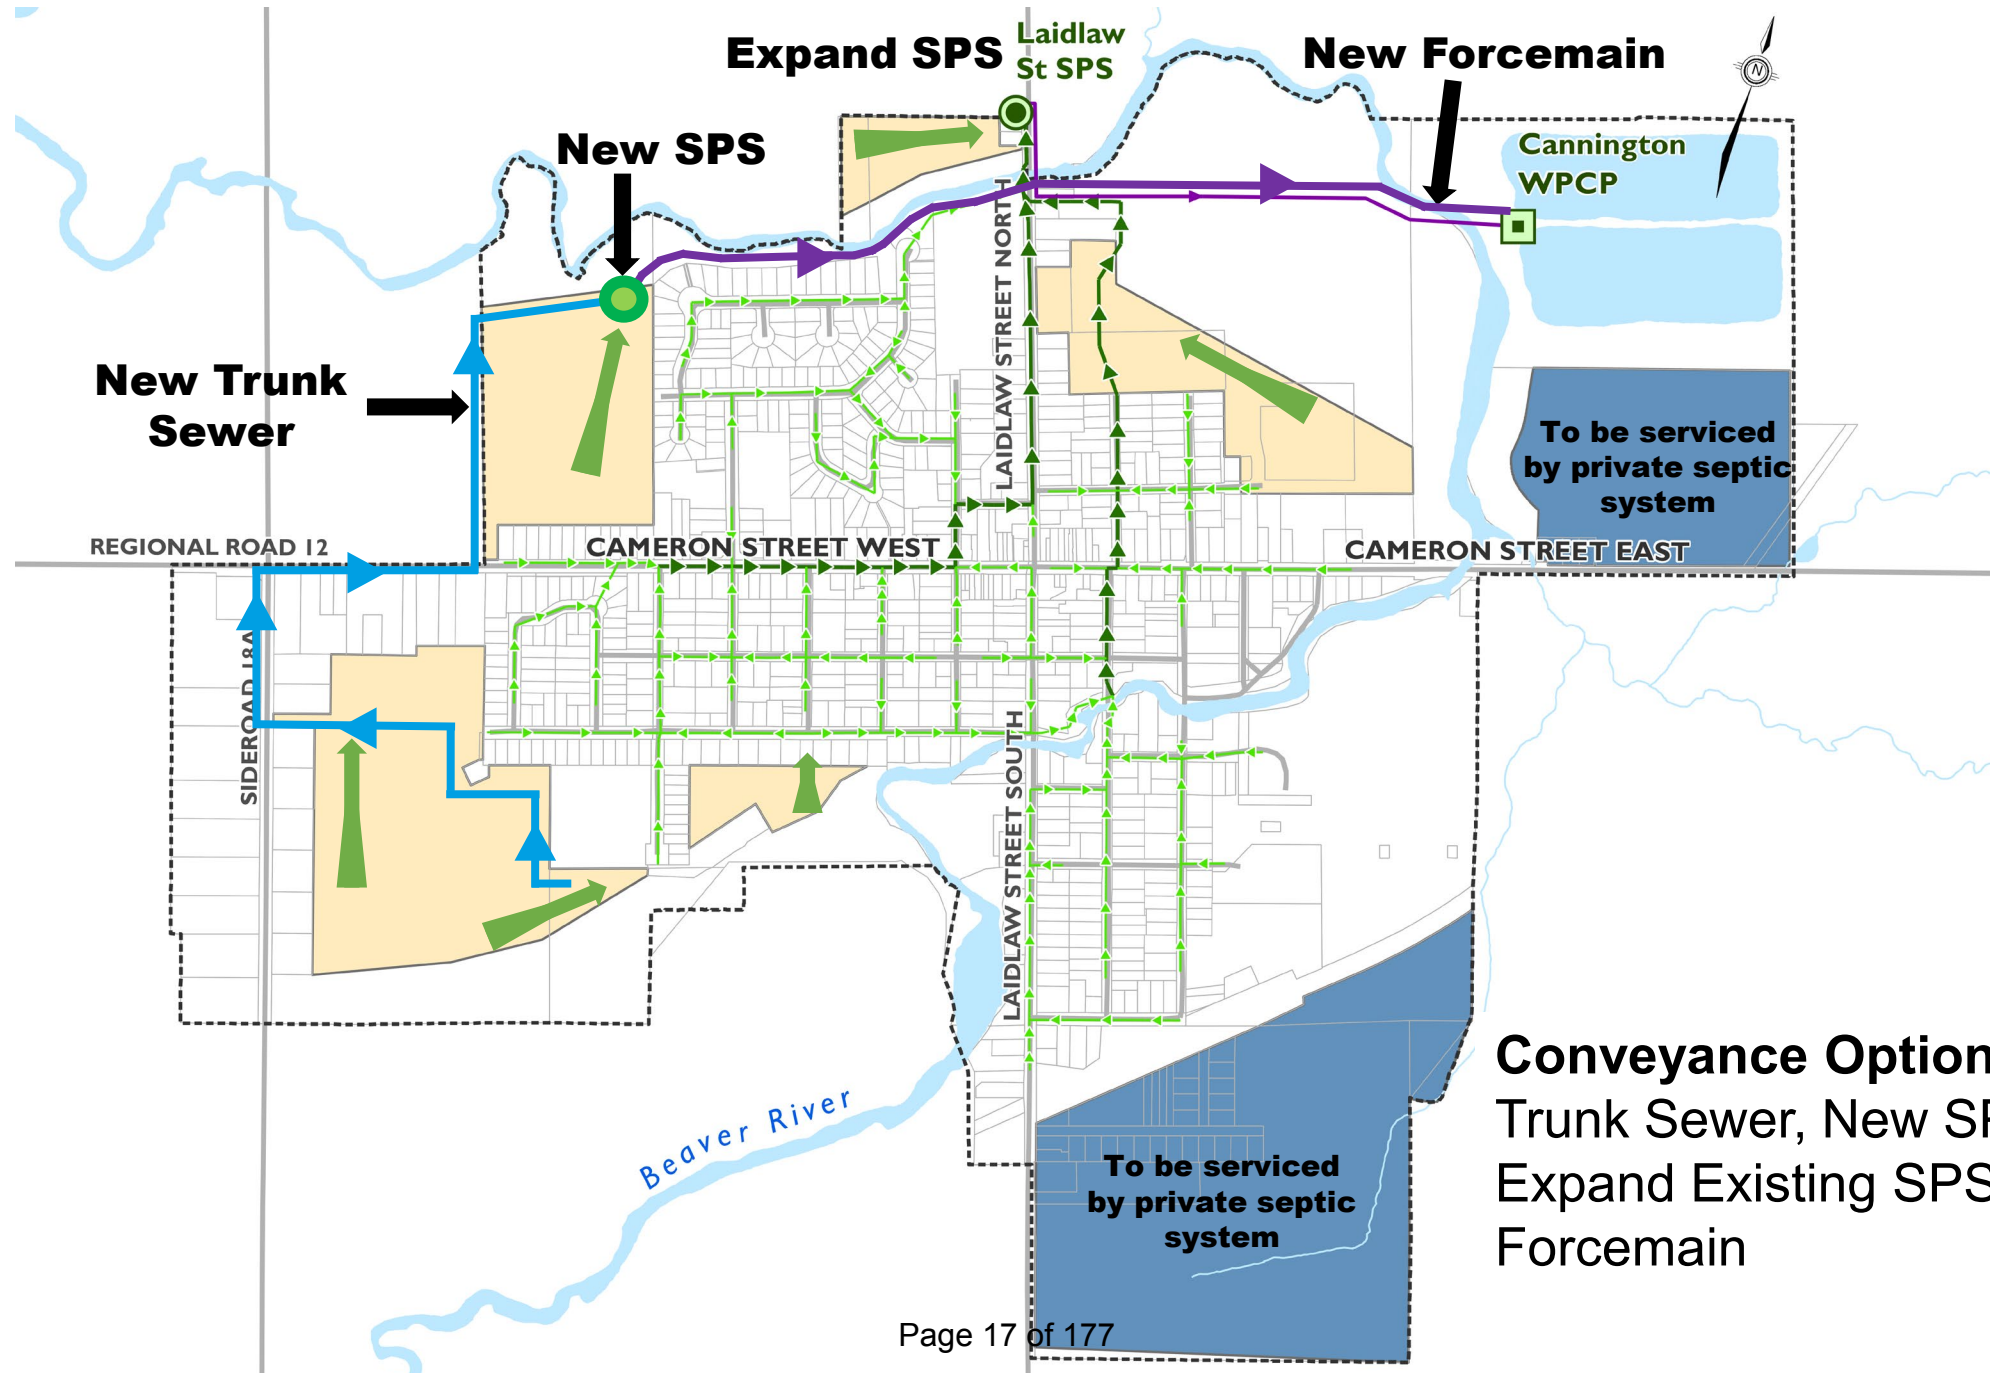 Expand SPS
Laidlaw
St SPS
New Forcemain
N
New SPS
Cannington
WPCP
LAIDLAW STREET NORTH
New Trunk
Sewer
To be serviced
by private septic
system
REGIONAL ROAD 12
CAMERON STREET WEST
CAMERON STREET EAST
SIDEROAD 18A
LAIDLAW STREET SOUTH
Beaver River
Conveyance Option
Trunk Sewer, New
Expand Existing SPS
Forcemain
To be serviced
by private septic
system
Page 17 of 177